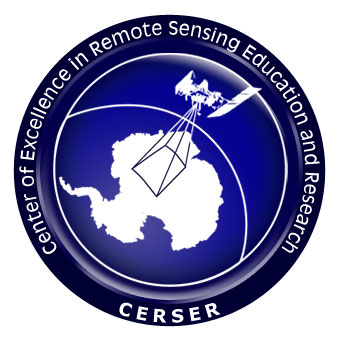 Center of Excellence in Remote Sensing Education and Research
CERSER